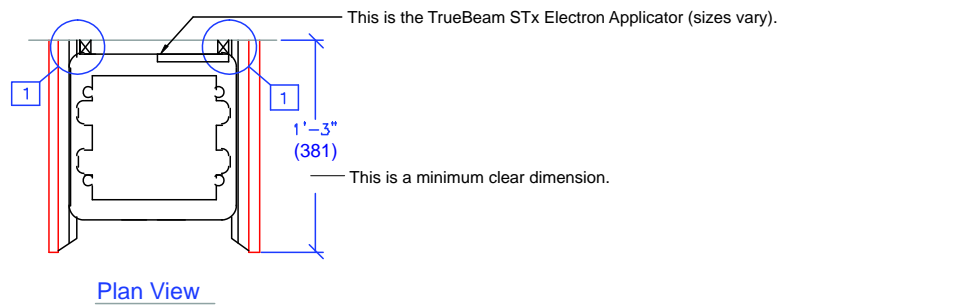 This is the TrueBeam STx Electron Applicator (sizes vary).
1
1
1'-3"
(381)
This is a minimum clear dimension.
Plan View